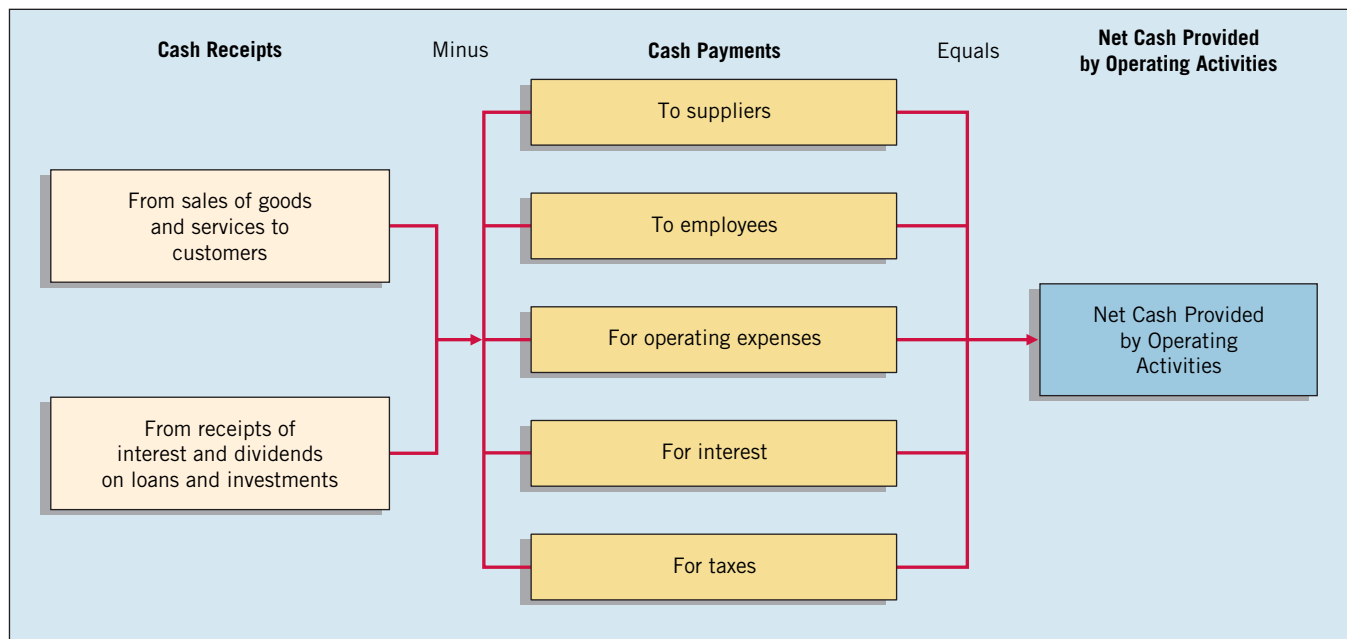 Cash Receipts
Minus
Cash Payments
Equals
Net Cash Provided
by Operating Activities
From sales of goods
and services to
customers
From receipts of
interest and dividends
on loans and investments
To suppliers
To employees
For operating expenses
For interest
For taxes
Net Cash Provided
by Operating
Activities